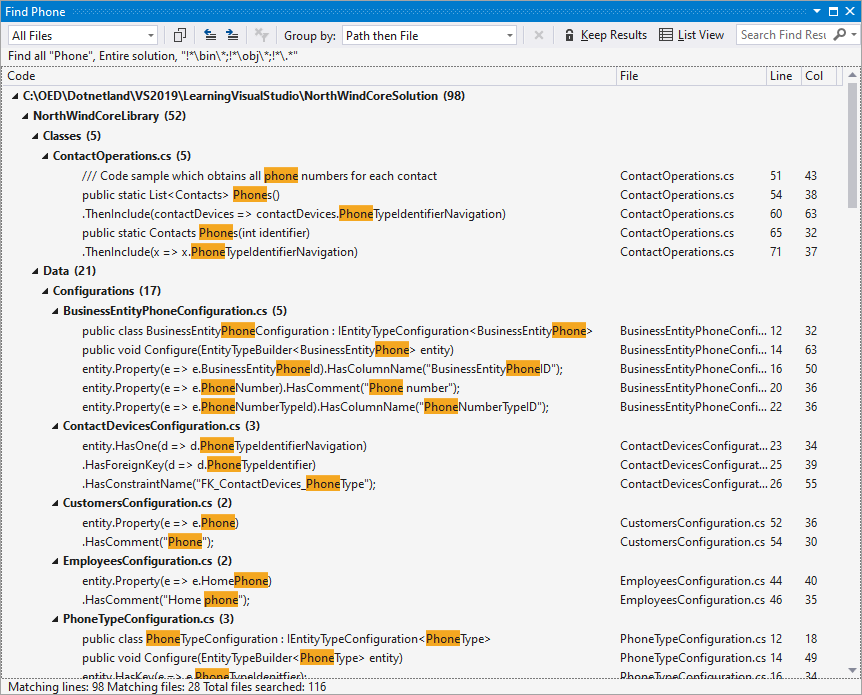 Find Phone
All Files Group by: Path then File Keep Results List View Search Find Resu
Find all "Phone", Entire solution, "!*\bin\*;!*\obj\*;!*\.*"
Code File Line Col
C:\OED\Dotnetland\VS2019\LearningVisualStudio\NorthWindCoreSolution (98)
NorthWindCoreLibrary (52)
Classes (5)
ContactOperations.cs (5)
/// Code sample which obtains all phone numbers for each contact ContactOperations.cs 51 43
public static List<Contacts> Phones() ContactOperations.cs 54 38
.ThenInclude(contactDevices => contactDevices.PhoneTypeIdentifierNavigation) ContactOperations.cs 60 63
public static Contacts Phones(int identifier) ContactOperations.cs 65 32
.ThenInclude(x => x.PhoneTypeIdentifierNavigation) ContactOperations.cs 71 37
Data (21)
Configurations (17)
BusinessEntityPhoneConfiguration.cs (5)
public class BusinessEntityPhoneConfiguration : IEntityTypeConfiguration<BusinessEntityPhone> BusinessEntityPhoneConfi... 12 32
public void Configure(EntityTypeBuilder<BusinessEntityPhone> entity) BusinessEntityPhoneConfi... 14 63
entity.Property(e => e.BusinessEntityPhoneId).HasColumnName("BusinessEntityPhoneID"); BusinessEntityPhoneConfi... 16 50
entity.Property(e => e.PhoneNumber).HasComment("Phone number"); BusinessEntityPhoneConfi... 20 36
entity.Property(e => e.PhoneNumberTypeId).HasColumnName("PhoneNumberTypeID"); BusinessEntityPhoneConfi... 22 36
ContactDevicesConfiguration.cs (3)
entity.HasOne(d => d.PhoneTypeIdentifierNavigation) ContactDevicesConfigurat... 23 34
.HasForeignKey(d => d.PhoneTypeIdentifier) ContactDevicesConfigurat... 25 39
.HasConstraintName("FK_ContactDevices_PhoneType"); ContactDevicesConfigurat... 26 55
CustomersConfiguration.cs (2)
entity.Property(e => e.Phone) CustomersConfiguration.cs 52 36
.HasComment("Phone"); CustomersConfiguration.cs 54 30
EmployeesConfiguration.cs (2)
entity.Property(e => e.HomePhone) EmployeesConfiguration.cs 44 40
.HasComment("Home phone"); EmployeesConfiguration.cs 46 35
PhoneTypeConfiguration.cs (3)
public class PhoneTypeConfiguration : IEntityTypeConfiguration<PhoneType> PhoneTypeConfiguration.cs 12 18
public void Configure(EntityTypeBuilder<PhoneType> entity) PhoneTypeConfiguration.cs 14 49
entity.HasKey(e => e.PhoneTypeIdenitfier) PhoneTypeConfiguration.cs 16 34
Matching lines: 98 Matching files: 28 Total files searched: 116